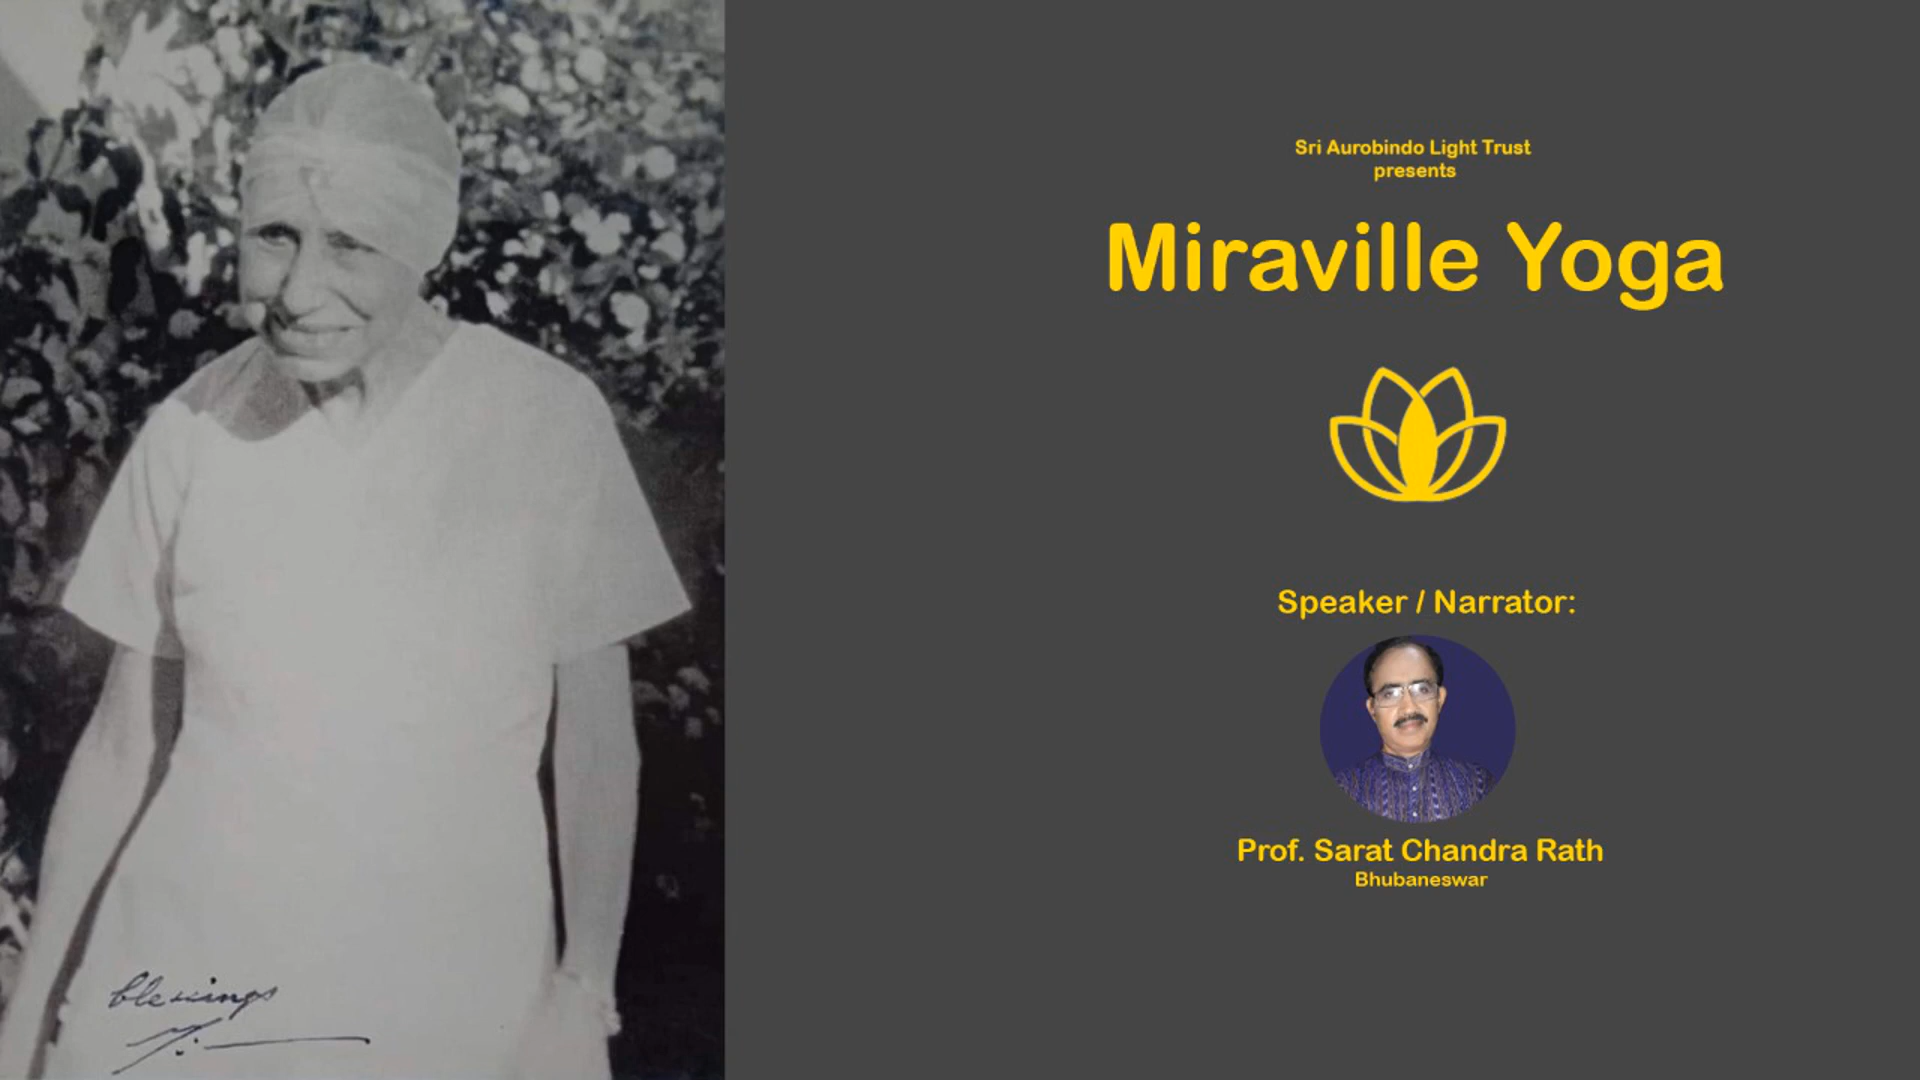 Sri Aurobindo Light Trust
presents
Miraville Yoga
Speaker / Narrator:
Prof. Sarat Chandra Rath
Bhubaneswar
blessings